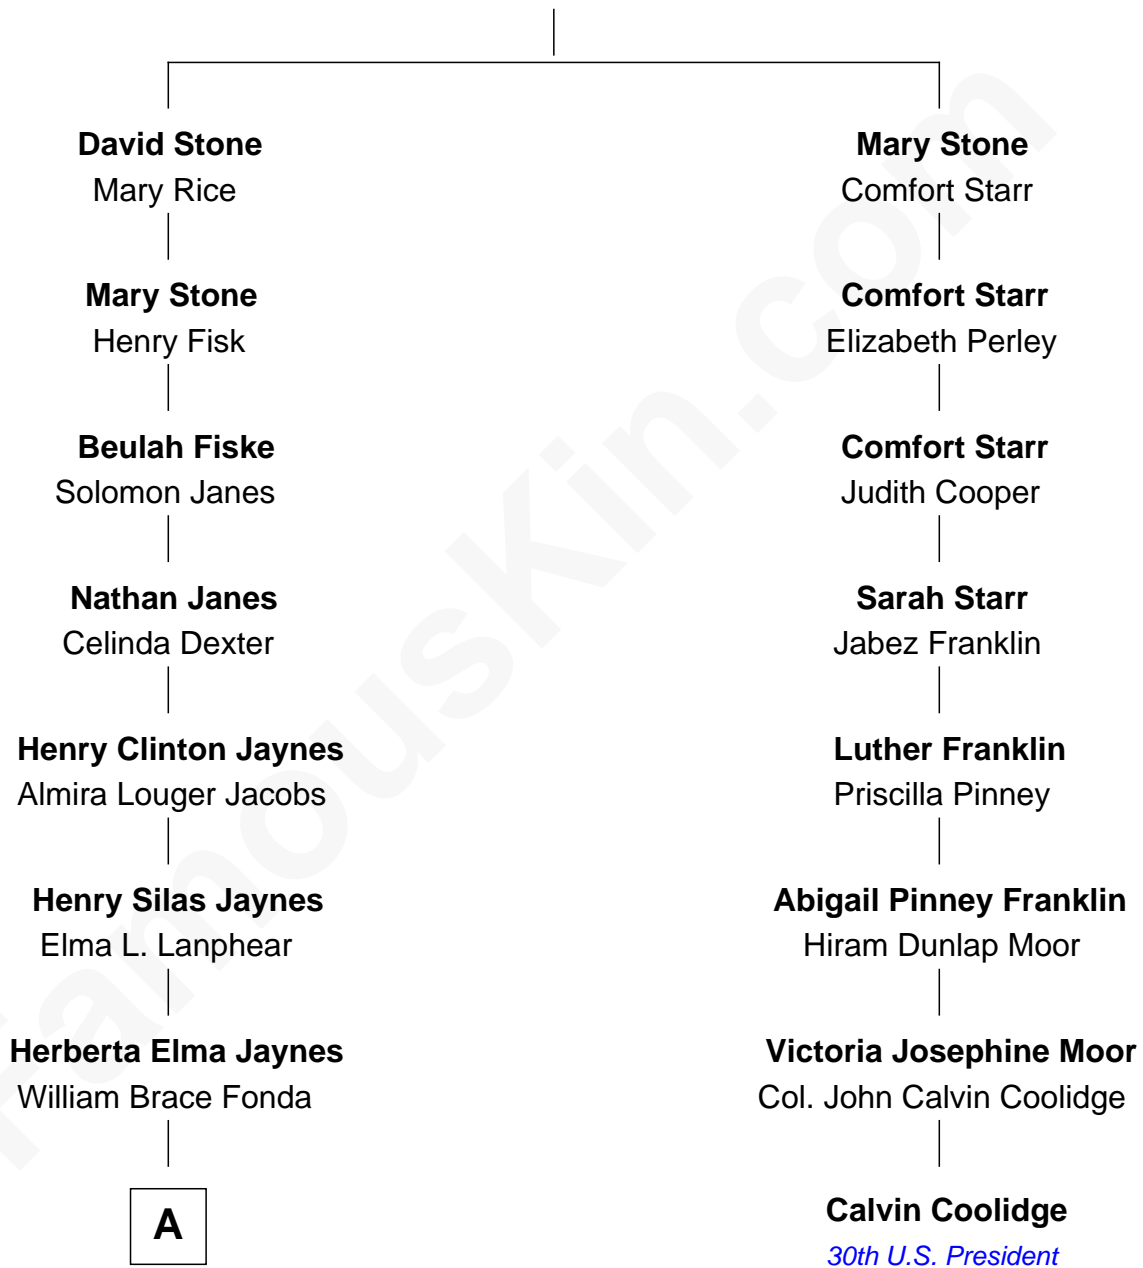 David Stone
Mary Rice
Mary Stone
Henry Fisk
Beulah Fiske
Solomon Janes
Nathan Janes
Celinda Dexter
Henry Clinton Jaynes
Almira Louger Jacobs
Henry Silas Jaynes
Elma L. Lanphear
Herberta Elma Jaynes
William Brace Fonda
A
Mary Stone
Comfort Starr
Comfort Starr
Elizabeth Perley
Comfort Starr
Judith Cooper
Sarah Starr
Jabez Franklin
Luther Franklin
Priscilla Pinney
Abigail Pinney Franklin
Hiram Dunlap Moor
Victoria Josephine Moor
Col. John Calvin Coolidge
Calvin Coolidge
30th U.S. President
FamousKin.com